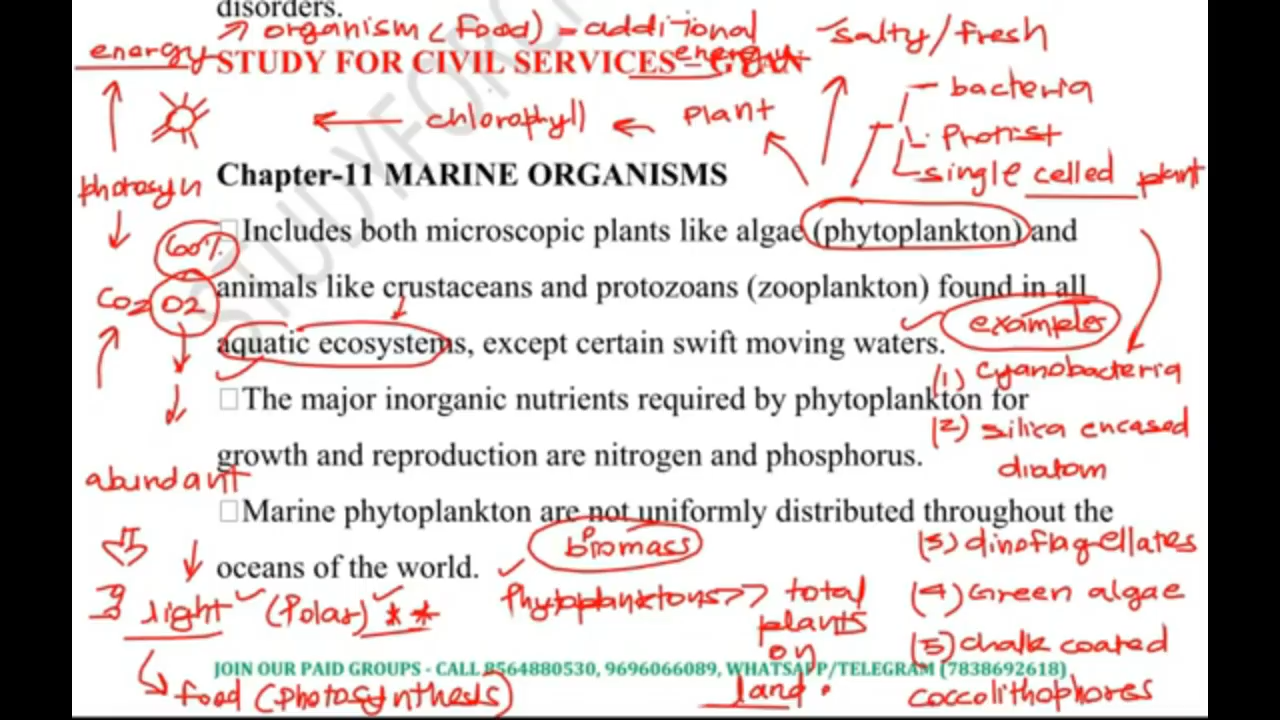 disorders.
→ organism (food) - additional
energy
salty/fresh
energy
STUDY FOR CIVIL SERVICES –
bacteria
← chlorophyll ← plant
Protist
single celled plant
photosyn
Chapter-11 MARINE ORGANISMS
Includes both microscopic plants like algae (phytoplankton) and
60%
animals like crustaceans and protozoans (zooplankton) found in all
CO2 O2
examples
aquatic ecosystems, except certain swift moving waters.
(1) cyanobacteria
The major inorganic nutrients required by phytoplankton for
(2) silica encased
diatom
growth and reproduction are nitrogen and phosphorus.
abundant
Marine phytoplankton are not uniformly distributed throughout the
biomass
(3) dinoflagellates
oceans of the world.
light (Polar) **
Phytoplanktons >> total
plants
on
land.
(4) Green algae
(5) chalk coated
coccolithophores
JOIN OUR PAID GROUPS - CALL 8564880530, 9696066089, WHATSAPP/TELEGRAM (7838692618)
food (Photosynthesis)